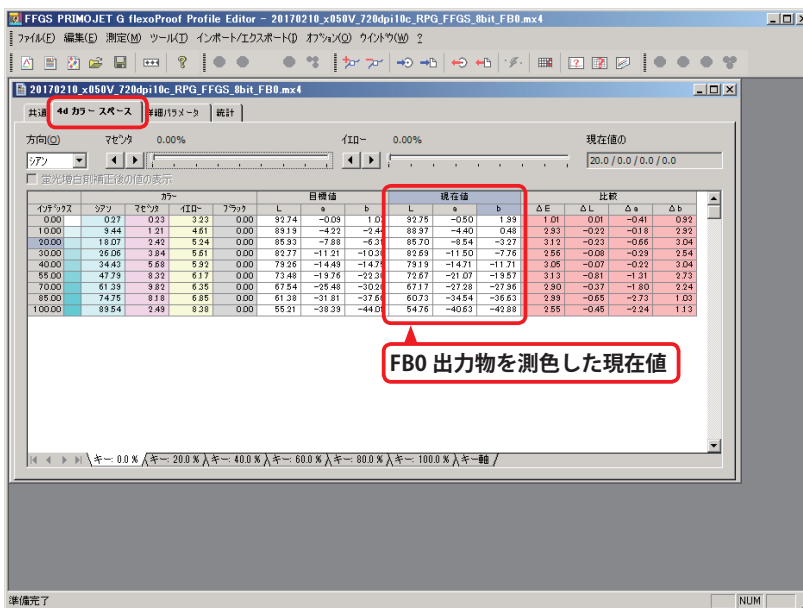 FFGS PRIMOJET G flexoProof Profile Editor - 20170210_x050V_720dpi10c_RPG_FFGS_8bit_FB0.mx4
ファイル(F) 編集(E) 測定(M) ツール(T) インポート/エクスポート(I) オプション(O) ウインドウ(W) ?
20170210_x050V_720dpi10c_RPG_FFGS_8bit_FB0.mx4
共通 4d カラー スペース 詳細パラメータ 統計
方向(O) マゼンタ 0.00% イエロー 0.00% 現在値の
シアン 20.0 / 0.0 / 0.0 / 0.0
蛍光増白剤補正後の値の表示
カラー 目標値 現在値 比較
インデックス シアン マゼンタ イエロー ブラック L a b L a b ΔE ΔL Δa Δb
0.00 0.27 0.23 3.23 0.00 92.74 -0.09 1.07 92.75 -0.50 1.99 1.01 0.01 -0.41 0.92
10.00 9.44 1.21 4.61 0.00 89.19 -4.22 -2.44 88.97 -4.40 0.48 2.93 -0.22 -0.18 2.92
20.00 18.07 2.42 5.24 0.00 85.93 -7.88 -6.31 85.70 -8.54 -3.27 3.12 -0.23 -0.66 3.04
30.00 26.06 3.84 5.61 0.00 82.77 -11.21 -10.30 82.69 -11.50 -7.76 2.56 -0.08 -0.29 2.54
40.00 34.43 5.68 5.92 0.00 79.26 -14.49 -14.75 79.19 -14.71 -11.71 3.05 -0.07 -0.22 3.04
55.00 47.79 8.32 6.17 0.00 73.48 -19.76 -22.30 72.67 -21.07 -19.57 3.13 -0.81 -1.31 2.73
70.00 61.39 9.82 6.35 0.00 67.54 -25.48 -30.20 67.17 -27.28 -27.96 2.90 -0.37 -1.80 2.24
85.00 74.75 8.18 6.85 0.00 61.38 -31.81 -37.66 60.73 -34.54 -36.63 2.99 -0.65 -2.73 1.03
100.00 89.54 2.49 8.38 0.00 55.21 -38.39 -44.01 54.76 -40.63 -42.88 2.55 -0.45 -2.24 1.13
FB0 出力物を測色した現在値
キー: 0.0 % キー: 20.0 % キー: 40.0 % キー: 60.0 % キー: 80.0 % キー: 100.0 % キー軸
準備完了 NUM